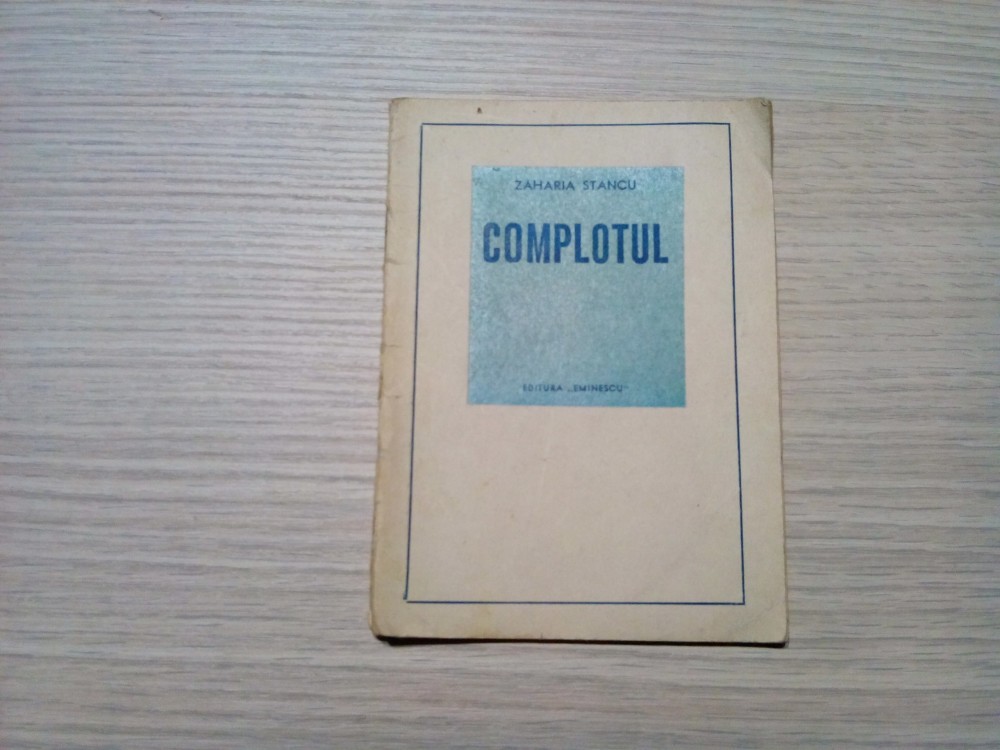 ZAHARIA STANCU
COMPLOTUL
EDITURA „EMINESCU"